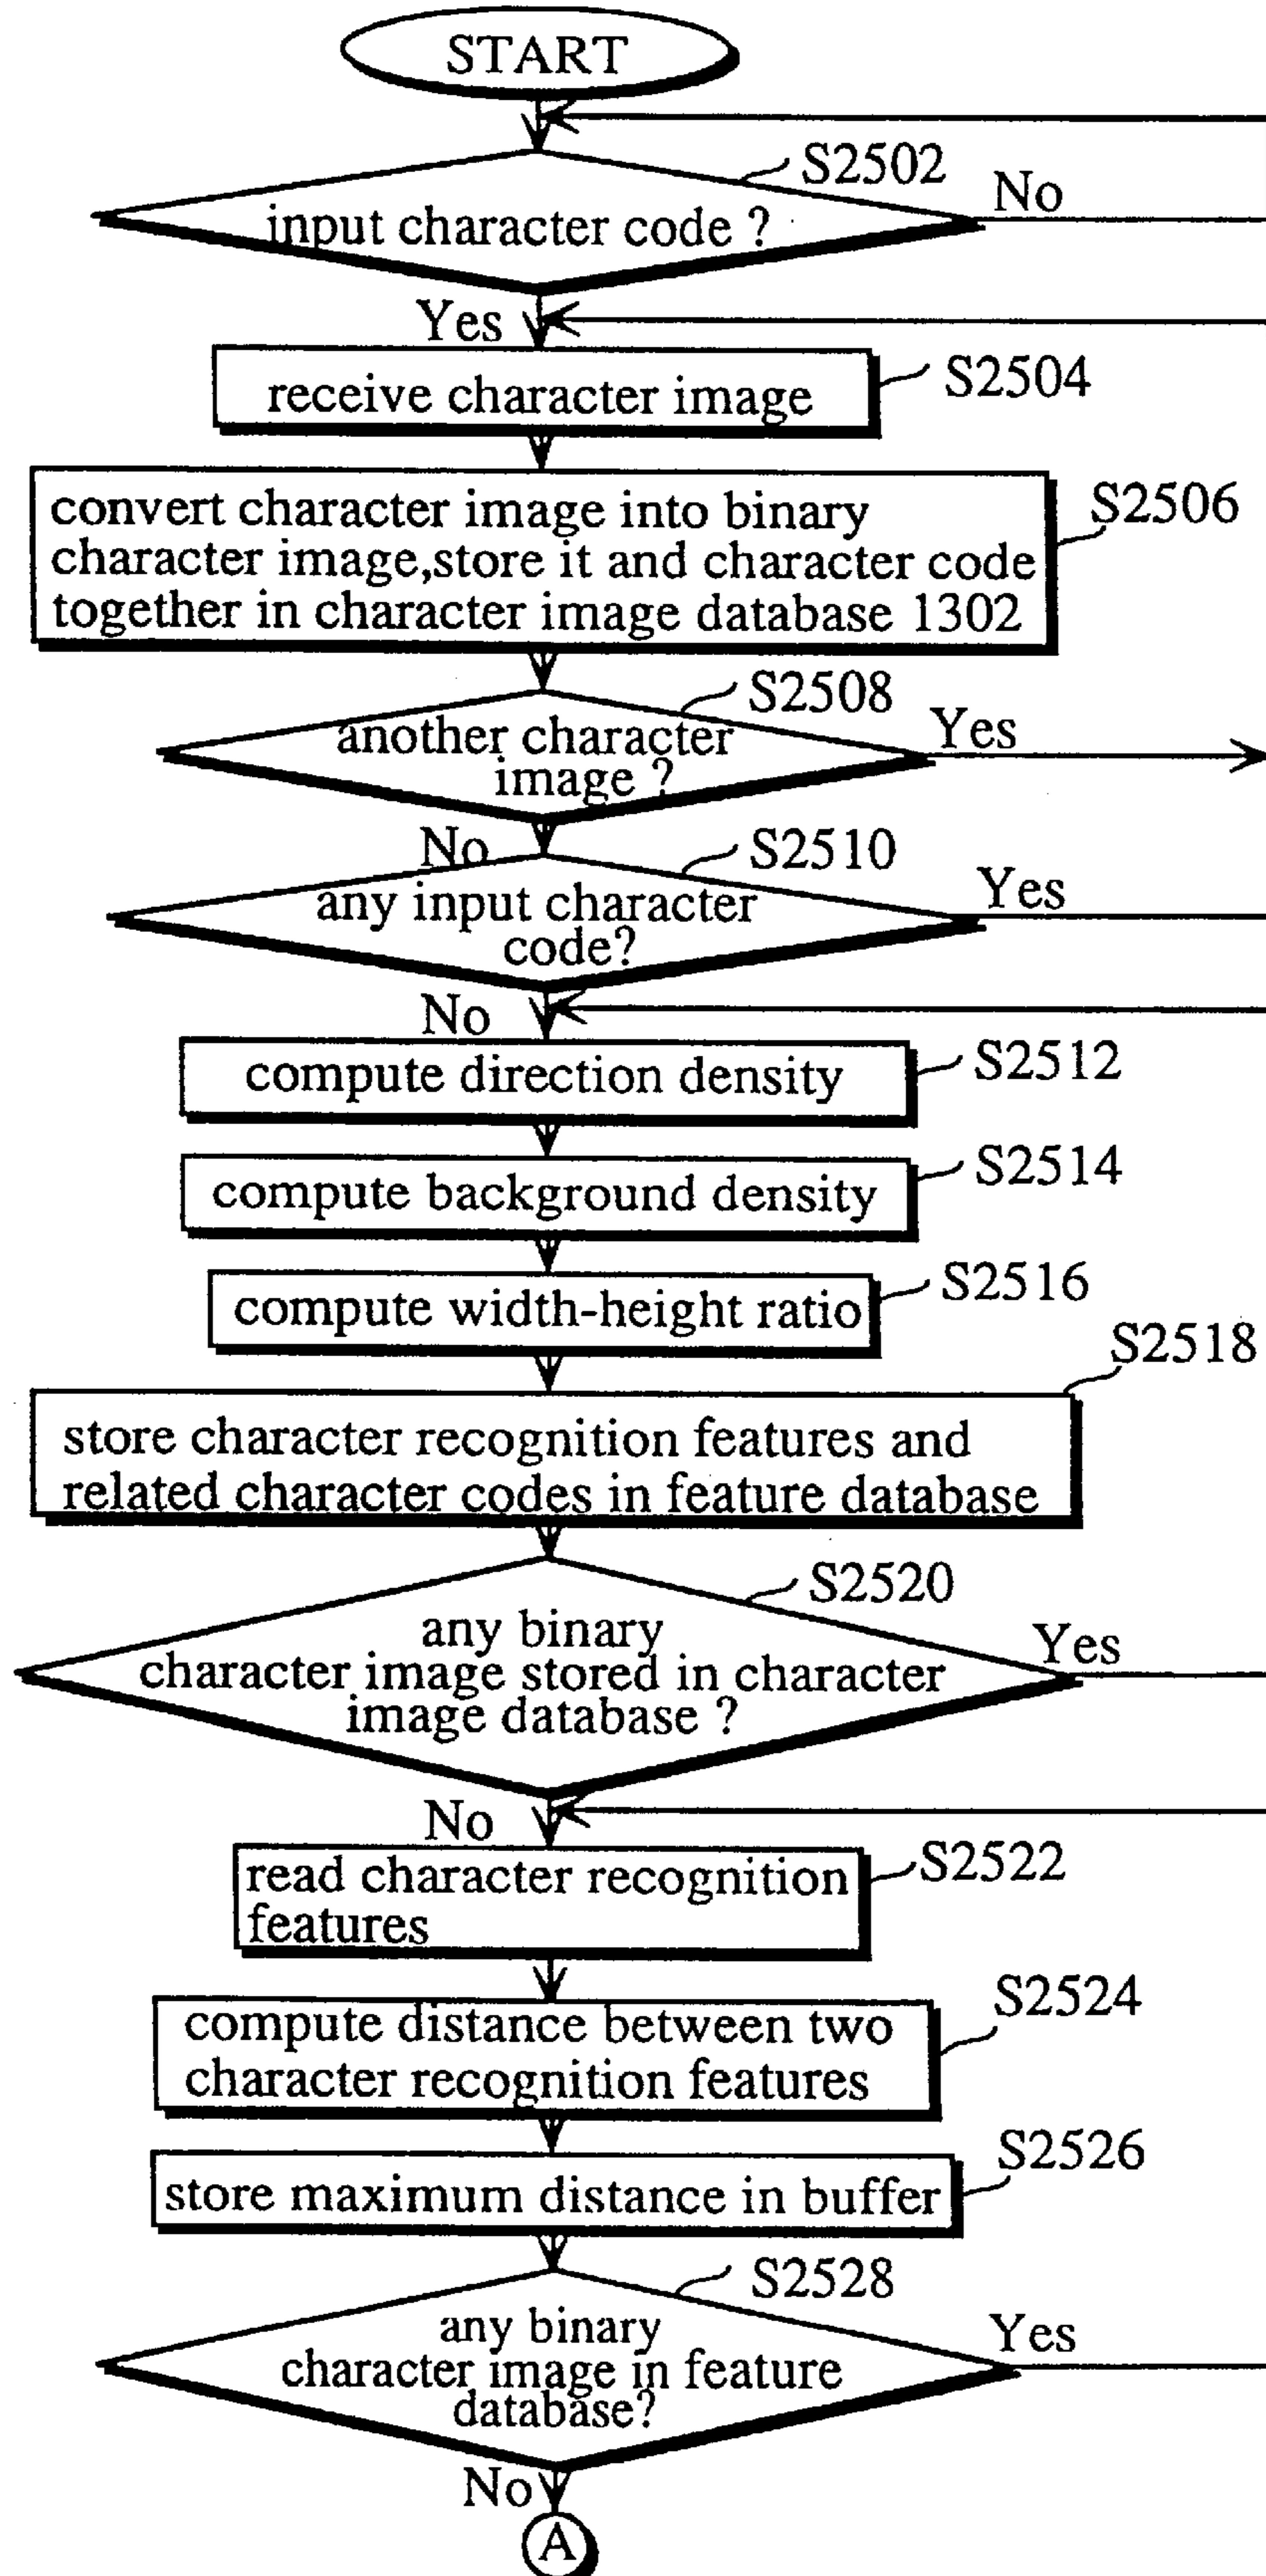 START
S2502
No
input character code ?
Yes
receive character image
S2504
convert character image into binary
character image,store it and character code
together in character image database 1302
S2506
S2508
another character
image ?
Yes
No
S2510
any input character
code?
Yes
No
compute direction density
S2512
compute background density
S2514
compute width-height ratio
S2516
S2518
store character recognition features and
related character codes in feature database
S2520
any binary
character image stored in character
image database ?
Yes
No
read character recognition
features
S2522
compute distance between two
character recognition features
S2524
store maximum distance in buffer
S2526
S2528
any binary
character image in feature
database?
Yes
No
A